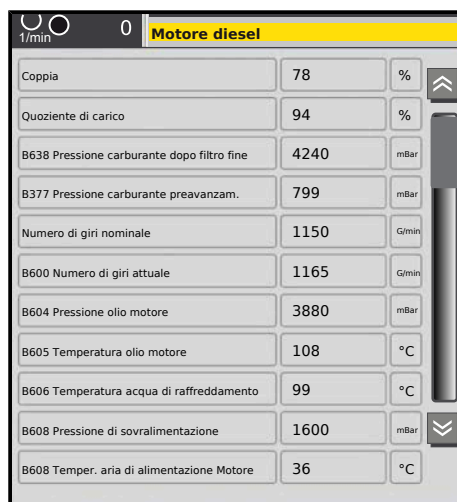 1/min 0 Motore diesel
Coppia 78 %
Quoziente di carico 94 %
B638 Pressione carburante dopo filtro fine 4240 mBar
B377 Pressione carburante preavanzam. 799 mBar
Numero di giri nominale 1150 G/min
B600 Numero di giri attuale 1165 G/min
B604 Pressione olio motore 3880 mBar
B605 Temperatura olio motore 108 °C
B606 Temperatura acqua di raffreddamento 99 °C
B608 Pressione di sovralimentazione 1600 mBar
B608 Temper. aria di alimentazione Motore 36 °C